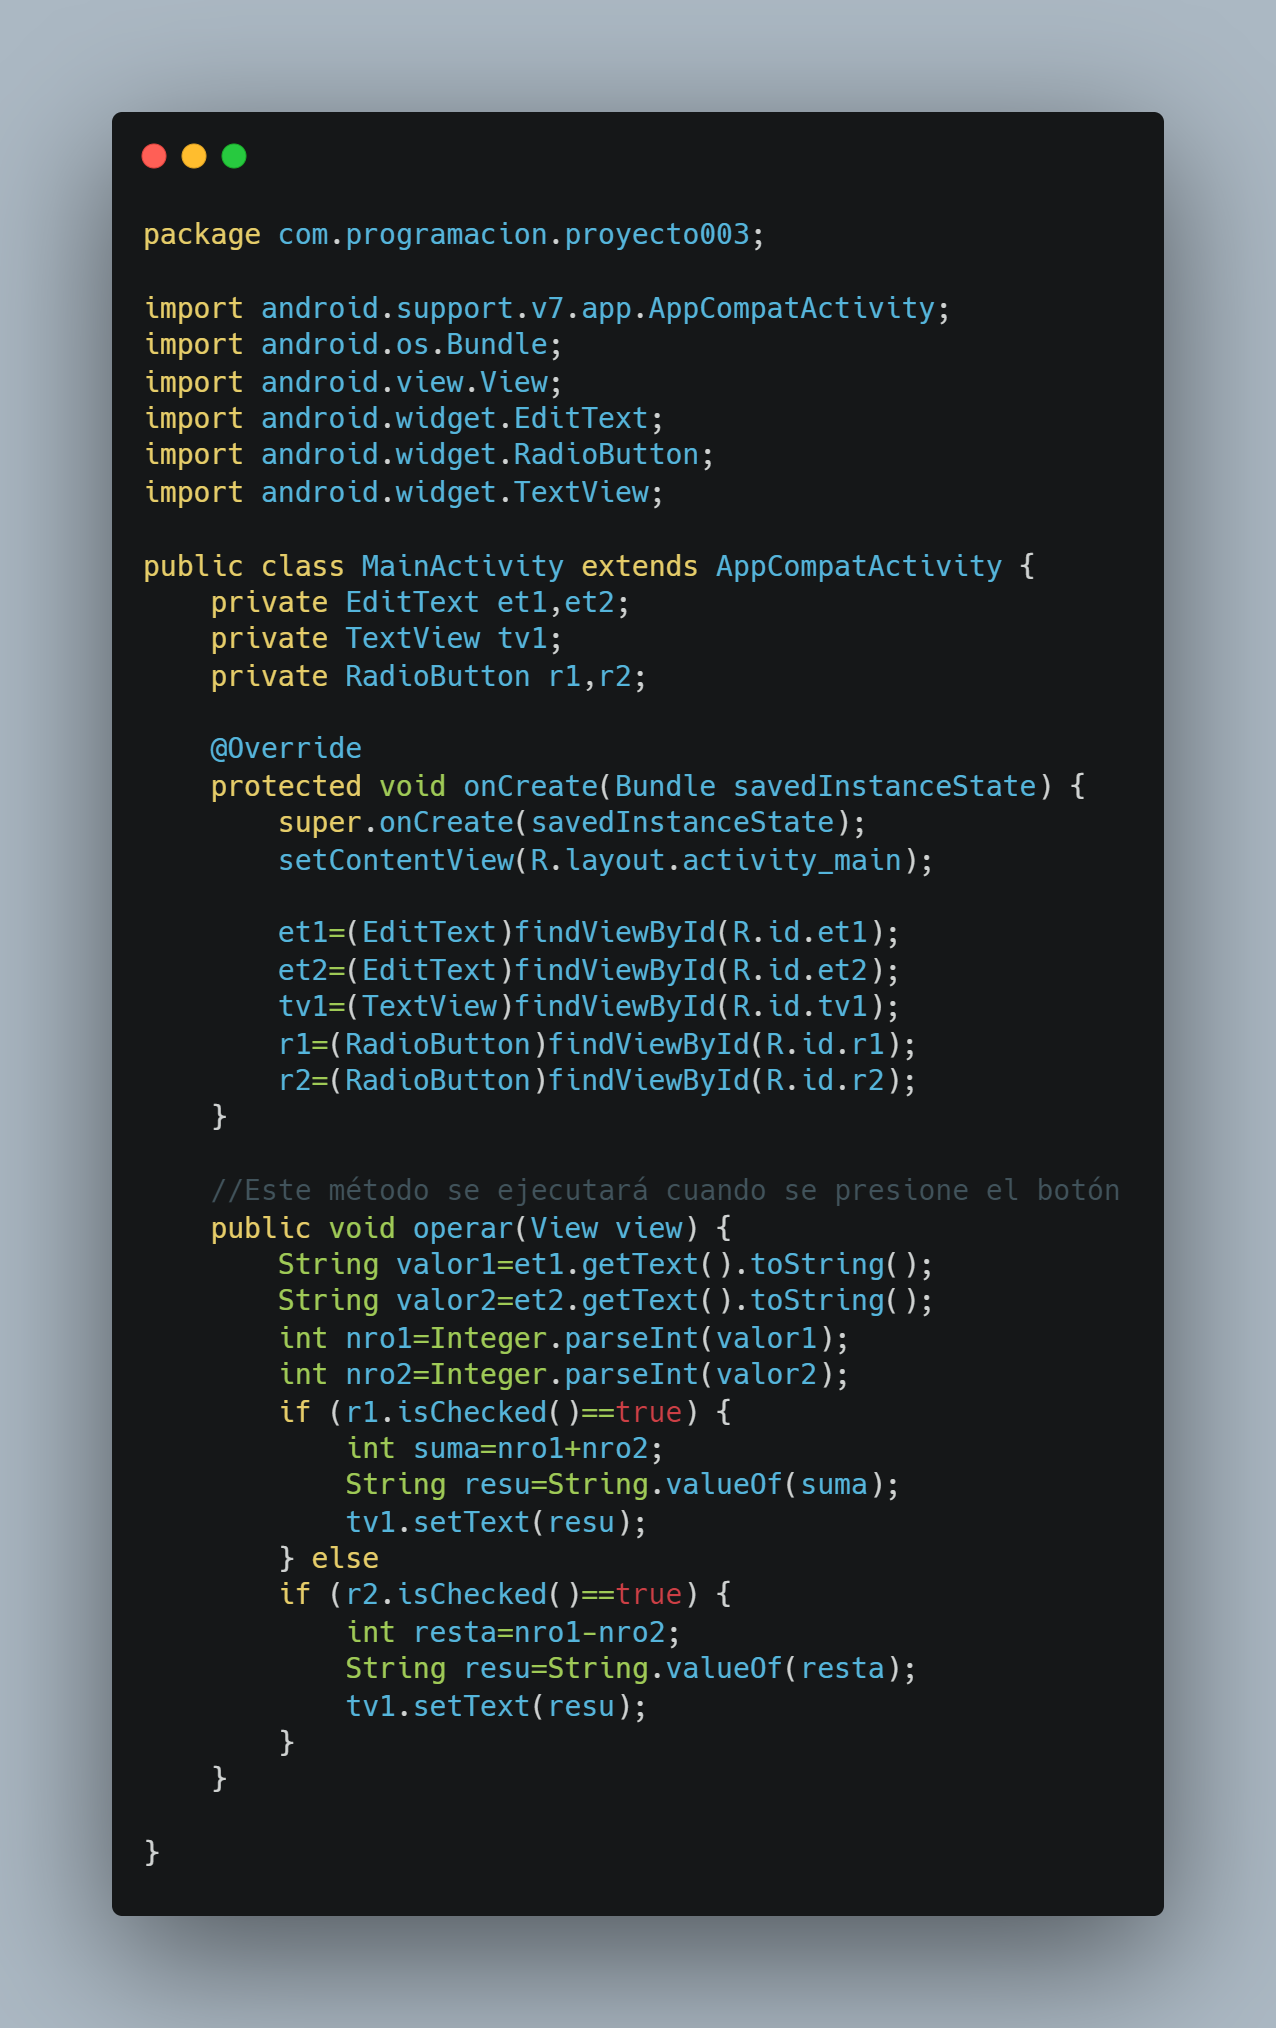 package com.programacion.proyecto003;

import android.support.v7.app.AppCompatActivity;
import android.os.Bundle;
import android.view.View;
import android.widget.EditText;
import android.widget.RadioButton;
import android.widget.TextView;

public class MainActivity extends AppCompatActivity {
    private EditText et1,et2;
    private TextView tv1;
    private RadioButton r1,r2;

    @Override
    protected void onCreate(Bundle savedInstanceState) {
        super.onCreate(savedInstanceState);
        setContentView(R.layout.activity_main);

        et1=(EditText)findViewById(R.id.et1);
        et2=(EditText)findViewById(R.id.et2);
        tv1=(TextView)findViewById(R.id.tv1);
        r1=(RadioButton)findViewById(R.id.r1);
        r2=(RadioButton)findViewById(R.id.r2);
    }

    //Este método se ejecutará cuando se presione el botón
    public void operar(View view) {
        String valor1=et1.getText().toString();
        String valor2=et2.getText().toString();
        int nro1=Integer.parseInt(valor1);
        int nro2=Integer.parseInt(valor2);
        if (r1.isChecked()==true) {
            int suma=nro1+nro2;
            String resu=String.valueOf(suma);
            tv1.setText(resu);
        } else
        if (r2.isChecked()==true) {
            int resta=nro1-nro2;
            String resu=String.valueOf(resta);
            tv1.setText(resu);
        }
    }

}